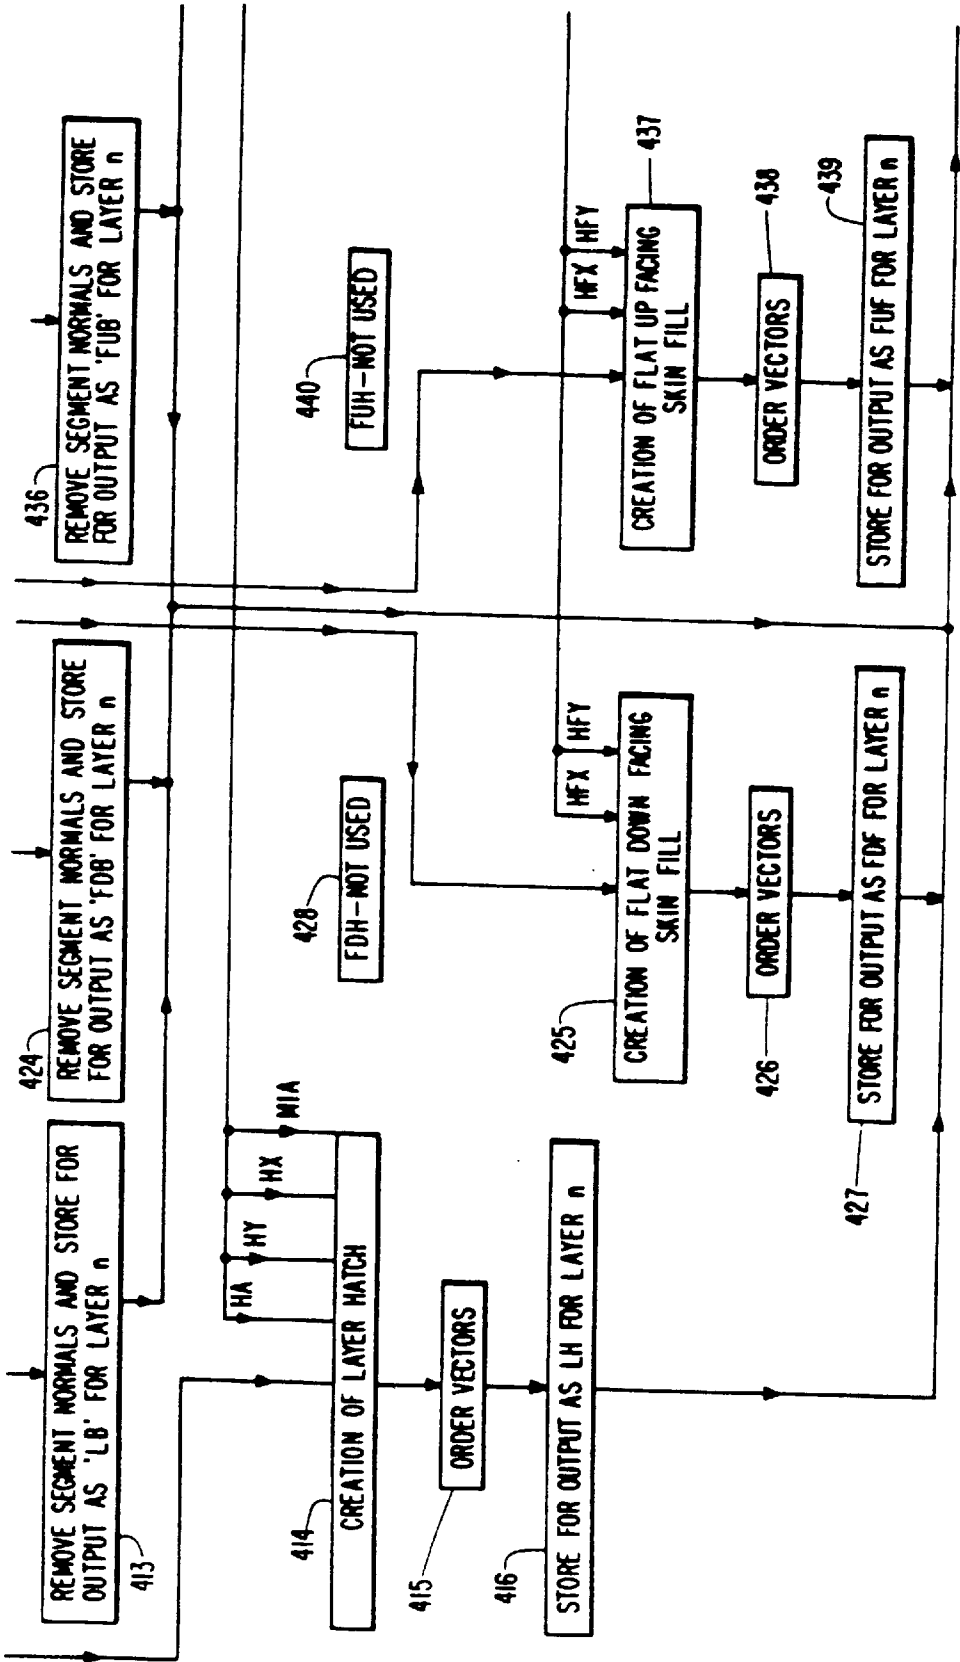 413
REMOVE SEGMENT NORMALS AND STORE FOR
OUTPUT AS 'LB' FOR LAYER n
424
REMOVE SEGMENT NORMALS AND STORE
FOR OUTPUT AS 'FDB' FOR LAYER n
436
REMOVE SEGMENT NORMALS AND STORE
FOR OUTPUT AS 'FUB' FOR LAYER n
HA
HY
HX
MIA
414
CREATION OF LAYER HATCH
428
FDH-NOT USED
440
FUH-NOT USED
415
ORDER VECTORS
416
STORE FOR OUTPUT AS LH FOR LAYER n
HFX
HFY
425
CREATION OF FLAT DOWN FACING
SKIN FILL
426
ORDER VECTORS
427
STORE FOR OUTPUT AS FDF FOR LAYER n
HFX
HFY
437
CREATION OF FLAT UP FACING
SKIN FILL
438
ORDER VECTORS
439
STORE FOR OUTPUT AS FUF FOR LAYER n